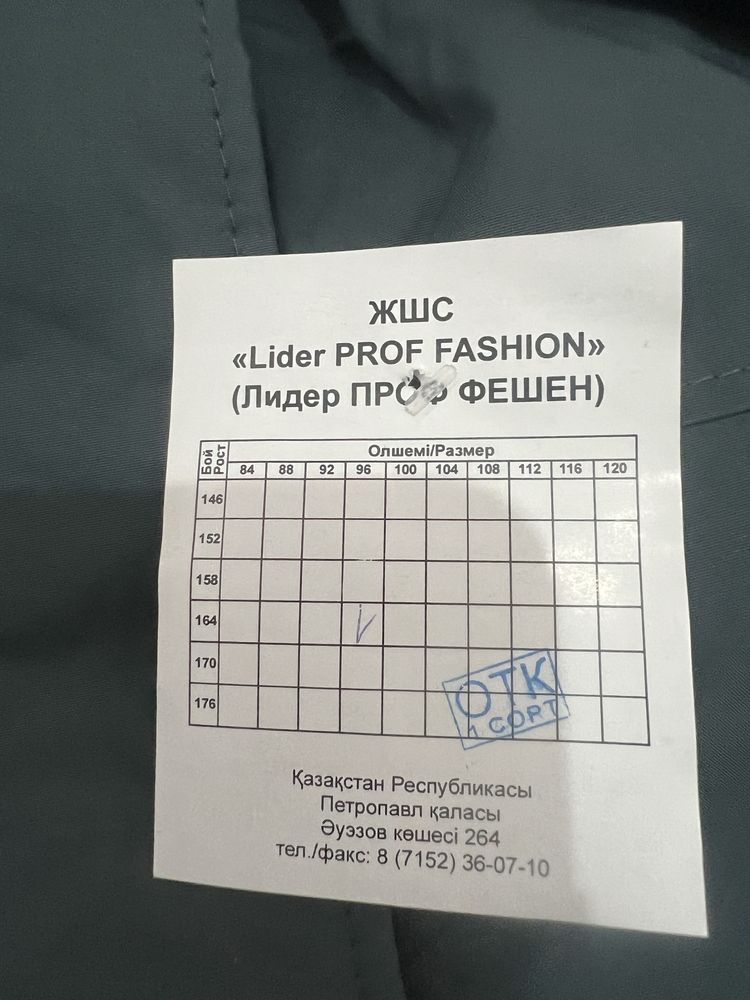 ЖШС
«Lider PROF FASHION»
(Лидер ПРОФ ФЕШЕН)
Бой Рост
Олшемі/Размер
84 88 92 96 100 104 108 112 116 120
146
152
158
164 V
170
176
ОТК
1 СОРТ
Қазақстан Республикасы
Петропавл қаласы
Әуэзов көшесі 264
тел./факс: 8 (7152) 36-07-10